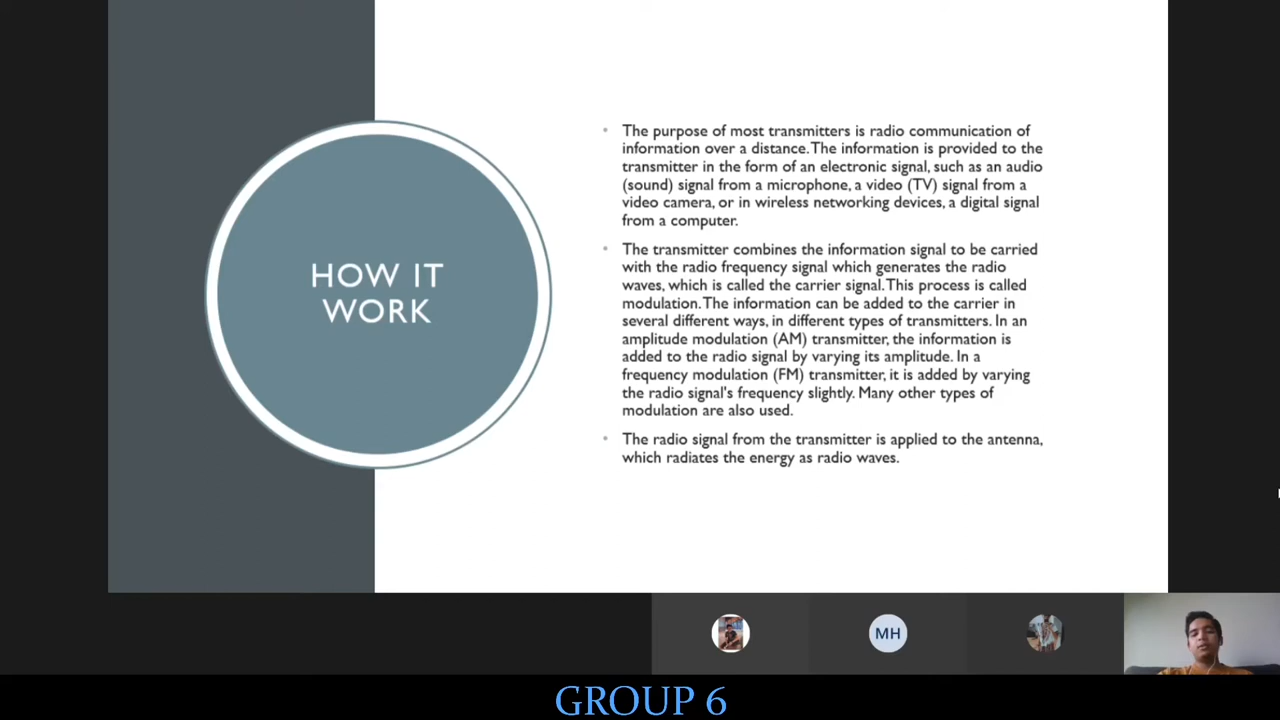 HOW IT
WORK
• The purpose of most transmitters is radio communication of
information over a distance. The information is provided to the
transmitter in the form of an electronic signal, such as an audio
(sound) signal from a microphone, a video (TV) signal from a
video camera, or in wireless networking devices, a digital signal
from a computer.
• The transmitter combines the information signal to be carried
with the radio frequency signal which generates the radio
waves, which is called the carrier signal. This process is called
modulation. The information can be added to the carrier in
several different ways, in different types of transmitters. In an
amplitude modulation (AM) transmitter, the information is
added to the radio signal by varying its amplitude. In a
frequency modulation (FM) transmitter, it is added by varying
the radio signal's frequency slightly. Many other types of
modulation are also used.
• The radio signal from the transmitter is applied to the antenna,
which radiates the energy as radio waves.
MH
GROUP 6